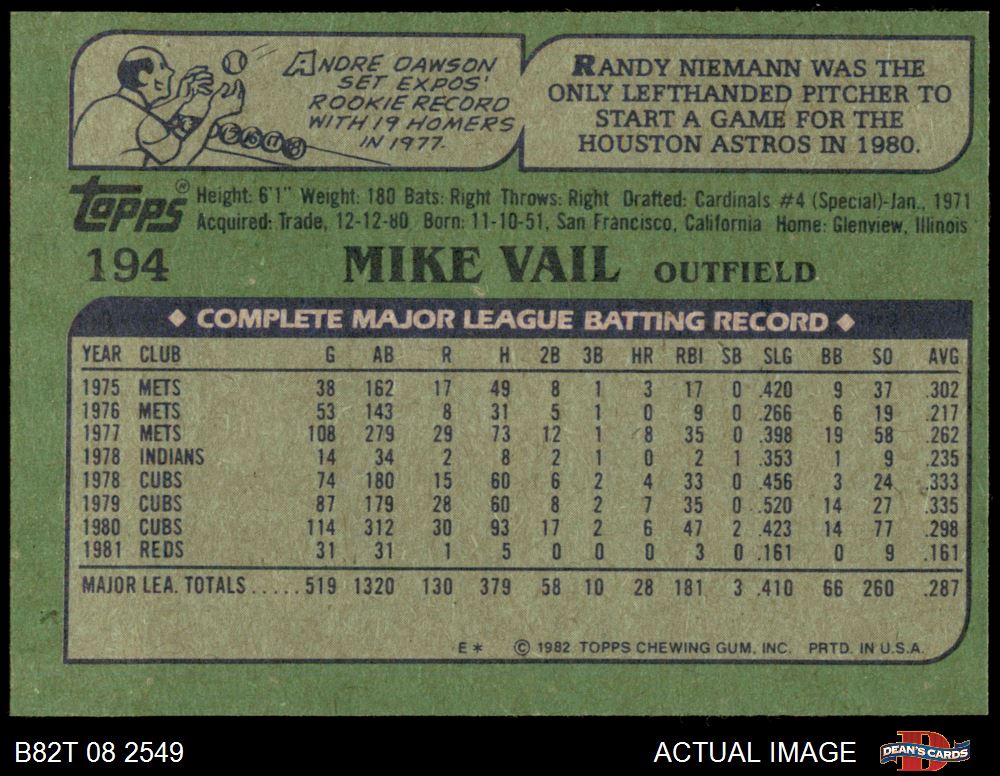 ANDRE DAWSON
SET EXPOS'
ROOKIE RECORD
WITH 19 HOMERS
IN 1977.
RANDY NIEMANN WAS THE
ONLY LEFTHANDED PITCHER TO
START A GAME FOR THE
HOUSTON ASTROS IN 1980.
topps ®
Height: 6'1" Weight: 180 Bats: Right Throws: Right Drafted: Cardinals #4 (Special)-Jan., 1971
Acquired: Trade, 12-12-80 Born: 11-10-51, San Francisco, California Home: Glenview, Illinois
194 MIKE VAIL OUTFIELD
◆ COMPLETE MAJOR LEAGUE BATTING RECORD ◆
YEAR CLUB G AB R H 2B 3B HR RBI SB SLG BB SO AVG
1975 METS 38 162 17 49 8 1 3 17 0 .420 9 37 .302
1976 METS 53 143 8 31 5 1 0 9 0 .266 6 19 .217
1977 METS 108 279 29 73 12 1 8 35 0 .398 19 58 .262
1978 INDIANS 14 34 2 8 2 1 0 2 1 .353 1 9 .235
1978 CUBS 74 180 15 60 6 2 4 33 0 .456 3 24 .333
1979 CUBS 87 179 28 60 8 2 7 35 0 .520 14 27 .335
1980 CUBS 114 312 30 93 17 2 6 47 2 .423 14 77 .298
1981 REDS 31 31 1 5 0 0 0 3 0 .161 0 9 .161
MAJOR LEA. TOTALS.....519 1320 130 379 58 10 28 181 3 .410 66 260 .287
E* © 1982 TOPPS CHEWING GUM, INC. PRTD. IN U.S.A.
B82T 08 2549
ACTUAL IMAGE
D
DEAN'S CARDS